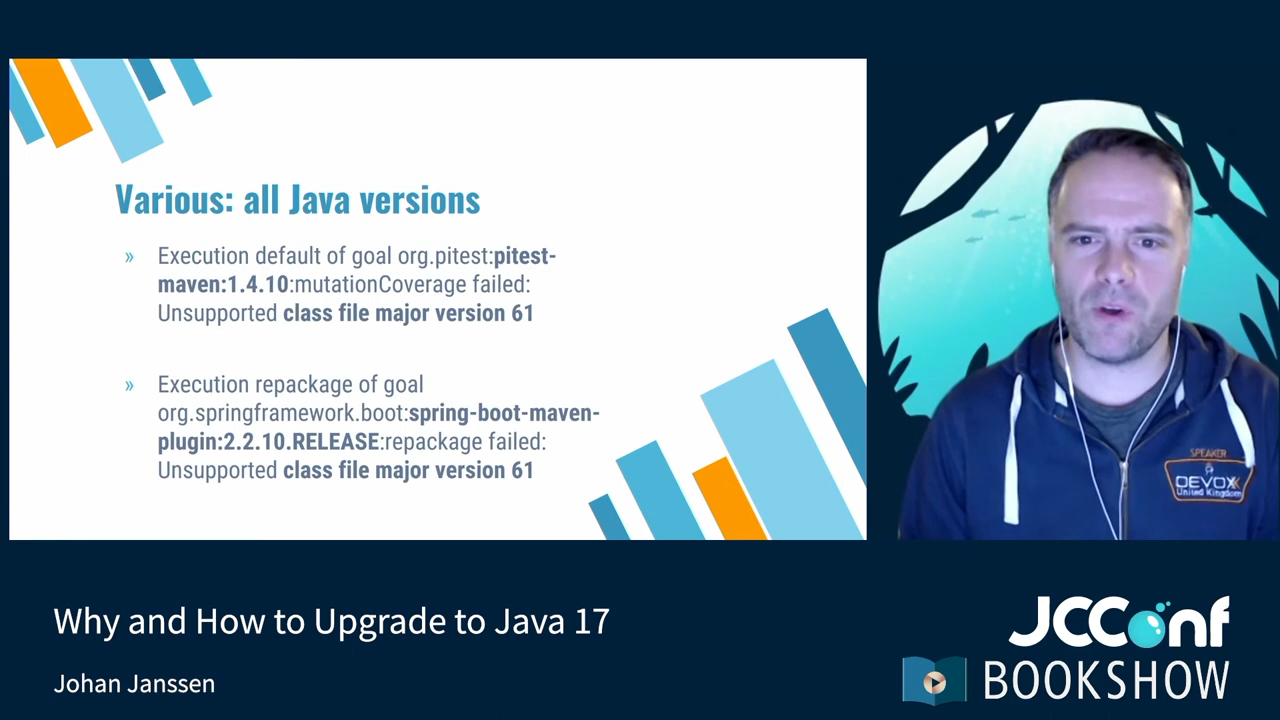 Various: all Java versions
» Execution default of goal org.pitest:pitest-
maven:1.4.10:mutationCoverage failed:
Unsupported class file major version 61
» Execution repackage of goal
org.springframework.boot:spring-boot-maven-
plugin:2.2.10.RELEASE:repackage failed:
Unsupported class file major version 61
SPEAKER
DEVOXX
United Kingdom
Why and How to Upgrade to Java 17
Johan Janssen
JCConf
BOOKSHOW